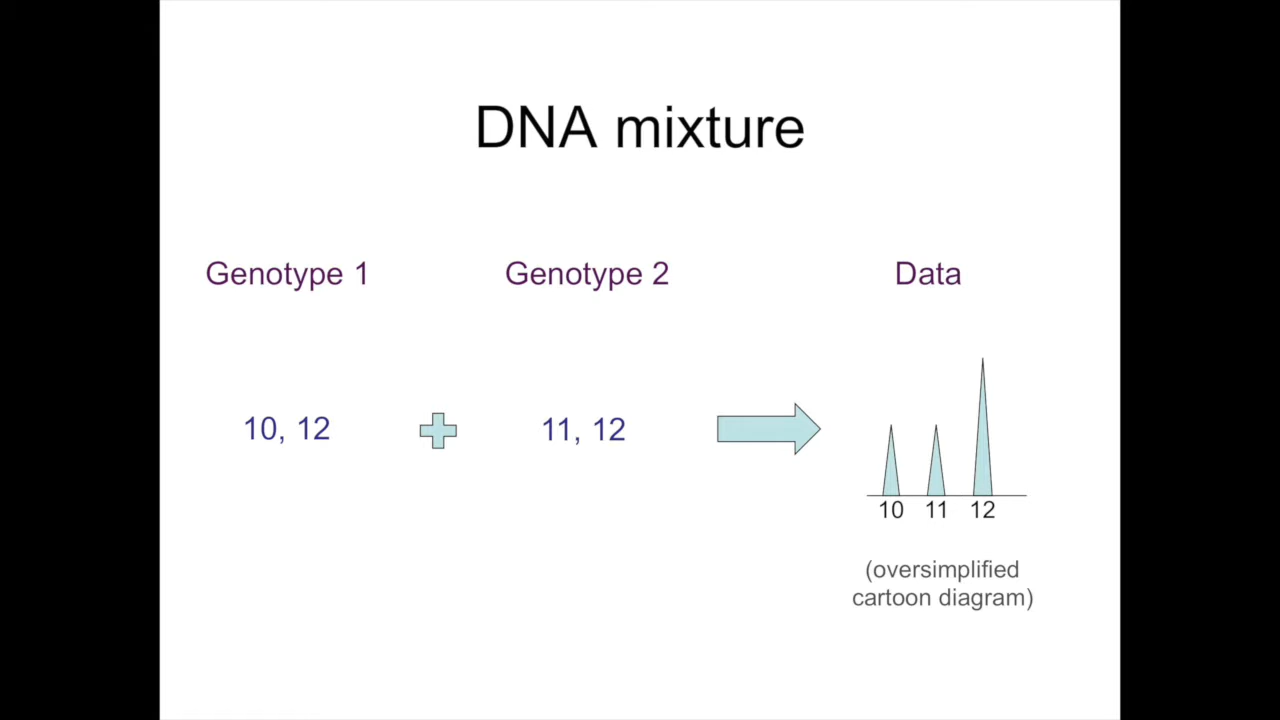 DNA mixture
Genotype 1
Genotype 2
Data
10, 12
11, 12
10 11 12
(oversimplified
cartoon diagram)